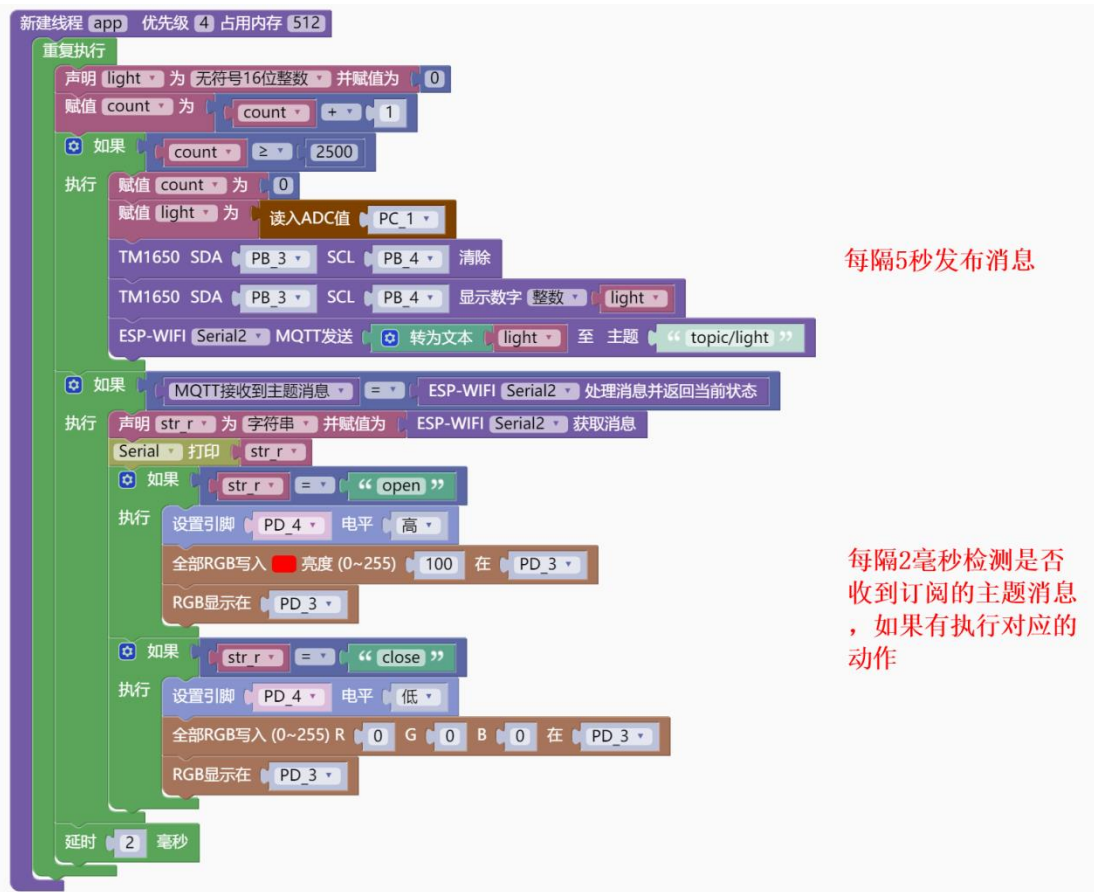 新建线程 app 优先级 4 占用内存 512
重复执行
声明 light 为 无符号16位整数 并赋值为 0
赋值 count 为 count + 1
如果 count ≥ 2500
执行 赋值 count 为 0
赋值 light 为 读入ADC值 PC_1
TM1650 SDA PB_3 SCL PB_4 清除
每隔5秒发布消息
TM1650 SDA PB_3 SCL PB_4 显示数字 整数 light
ESP-WIFI Serial2 MQTT发送 转为文本 light 至 主题 “ topic/light ”
如果 MQTT接收到主题消息 = ESP-WIFI Serial2 处理消息并返回当前状态
执行 声明 str_r 为 字符串 并赋值为 ESP-WIFI Serial2 获取消息
Serial 打印 str_r
如果 str_r = “ open ”
执行 设置引脚 PD_4 电平 高
全部RGB写入 亮度 (0~255) 100 在 PD_3
RGB显示在 PD_3
每隔2毫秒检测是否
收到订阅的主题消息
，如果有执行对应的
动作
如果 str_r = “ close ”
执行 设置引脚 PD_4 电平 低
全部RGB写入 (0~255) R 0 G 0 B 0 在 PD_3
RGB显示在 PD_3
延时 2 毫秒